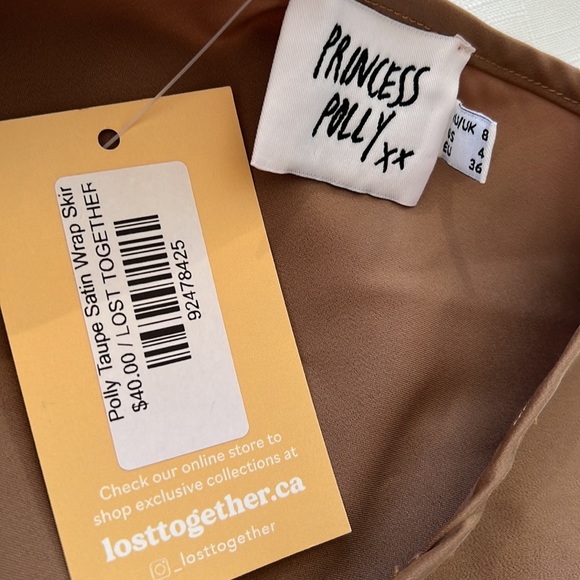 PRINCESS
POLLY xx
AU/UK 8
US 4
EU 36
Polly Taupe Satin Wrap Skir
$40.00 / LOST TOGETHER
92478425
Check our online store to
shop exclusive collections at
losttogether.ca
_losttogether